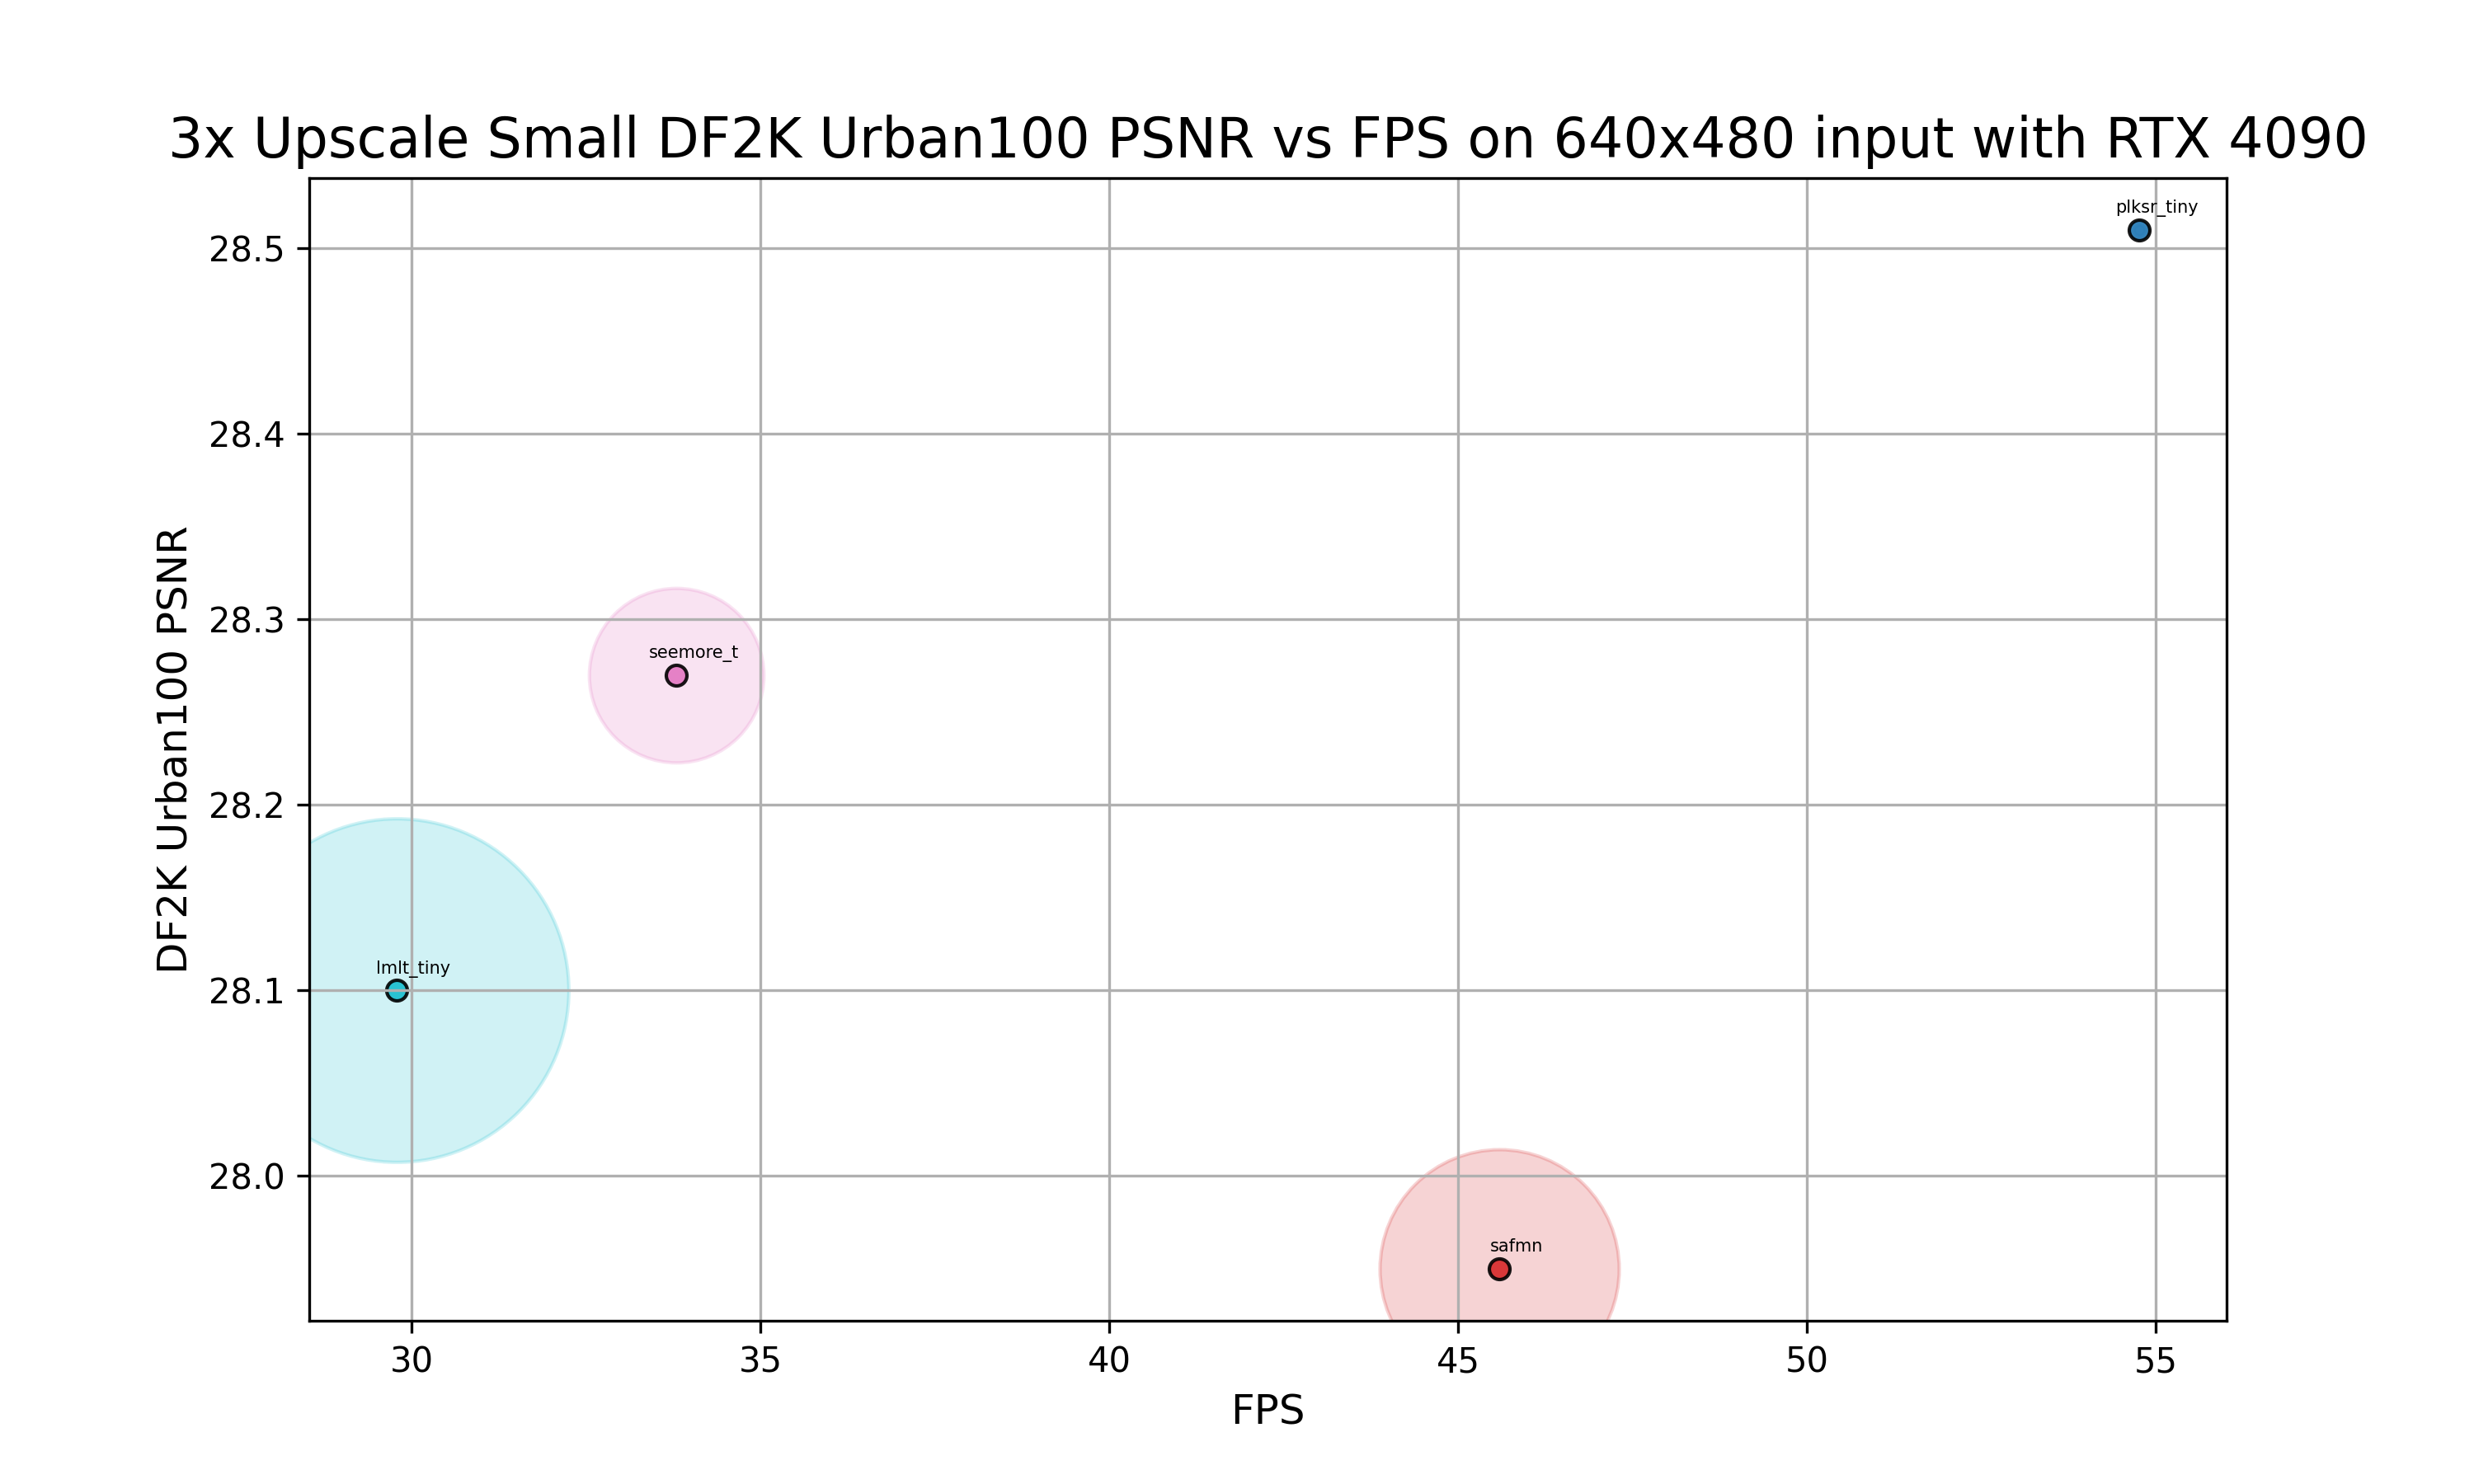 3x Upscale Small DF2K Urban100 PSNR vs FPS on 640x480 input with RTX 4090
plksr_tiny
28.5
28.4
28.3
seemore_t
28.2
lmlt_tiny
28.1
28.0
safmn
DF2K Urban100 PSNR
30 35 40 45 50 55
FPS